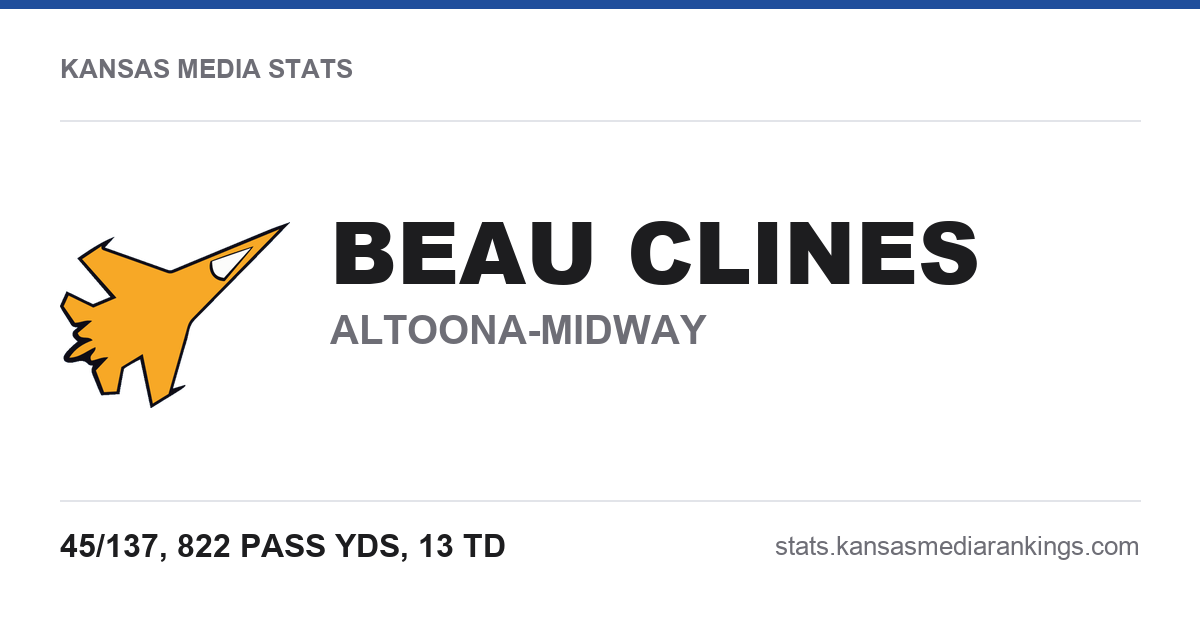 KANSAS MEDIA STATS
BEAU CLINES
ALTOONA-MIDWAY
45/137, 822 PASS YDS, 13 TD
stats.kansasmediarankings.com